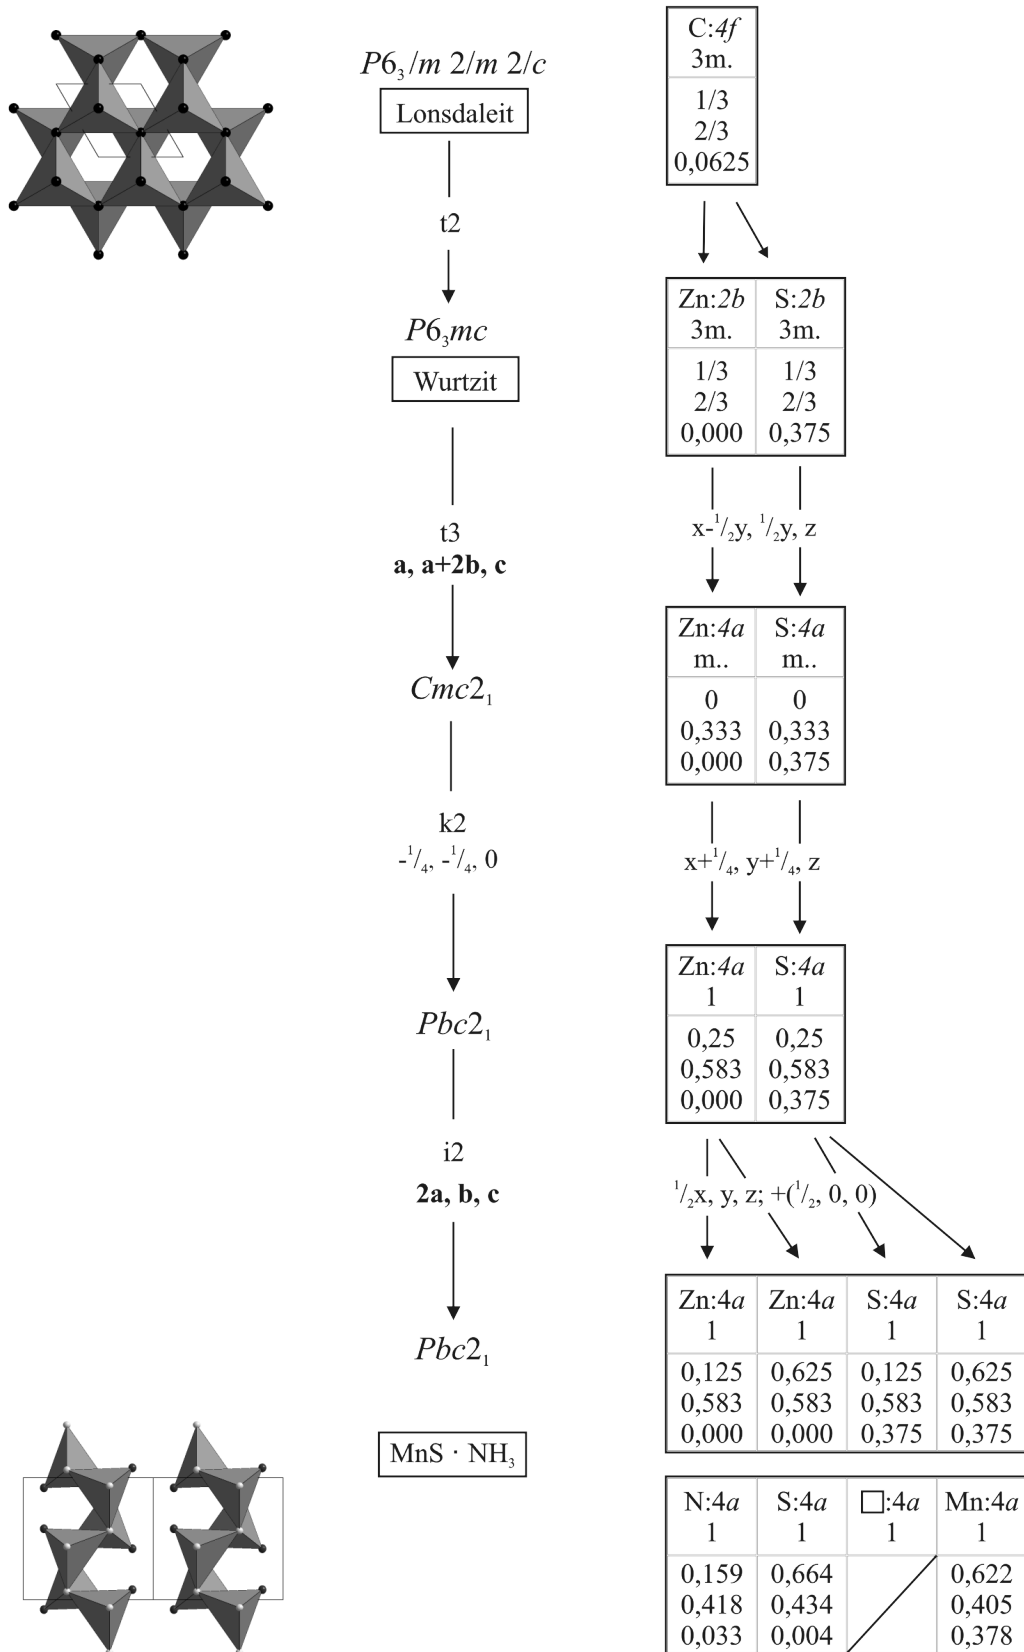 P6₃/m 2/m 2/c
Lonsdaleit
C:4f
3m.
1/3
2/3
0,0625
t2
P6₃mc
Wurtzit
Zn:2b S:2b
3m. 3m.
1/3 1/3
2/3 2/3
0,000 0,375
t3
a, a+2b, c
x-¹/₂y, ¹/₂y, z
Cmc2₁
Zn:4a S:4a
m.. m..
0 0
0,333 0,333
0,000 0,375
k2
-¹/₄, -¹/₄, 0
x+¹/₄, y+¹/₄, z
Pbc2₁
Zn:4a S:4a
1 1
0,25 0,25
0,583 0,583
0,000 0,375
i2
2a, b, c
¹/₂x, y, z; +(¹/₂, 0, 0)
Pbc2₁
Zn:4a Zn:4a S:4a S:4a
1 1 1 1
0,125 0,625 0,125 0,625
0,583 0,583 0,583 0,583
0,000 0,000 0,375 0,375
MnS · NH₃
N:4a S:4a □:4a Mn:4a
1 1 1 1
0,159 0,664 0,622
0,418 0,434 0,405
0,033 0,004 0,378